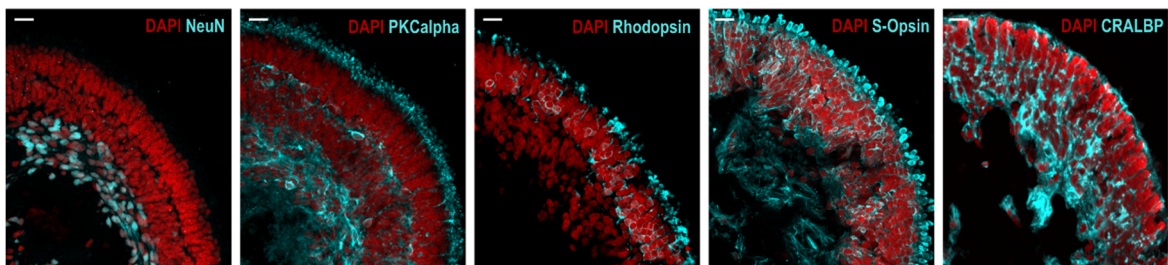 DAPI NeuN
DAPI PKCalpha
DAPI Rhodopsin
DAPI S-Opsin
DAPI CRALBP